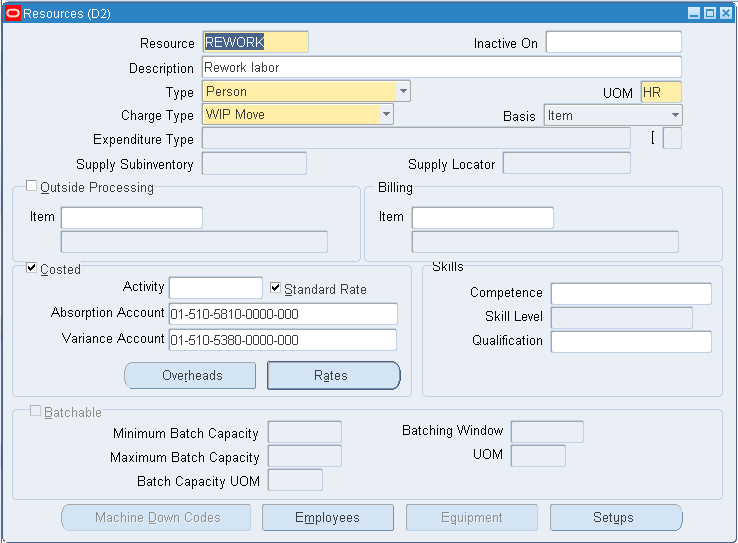 Resources (D2)
Resource REWORK Inactive On
Description Rework labor
Type Person UOM HR
Charge Type WIP Move Basis Item
Expenditure Type [
Supply Subinventory Supply Locator
Outside Processing Billing
Item Item
Costed Skills
Activity Standard Rate Competence
Absorption Account 01-510-5810-0000-000 Skill Level
Variance Account 01-510-5380-0000-000 Qualification
Overheads Rates
Batchable
Minimum Batch Capacity Batching Window
Maximum Batch Capacity UOM
Batch Capacity UOM
Machine Down Codes Employees Equipment Setups